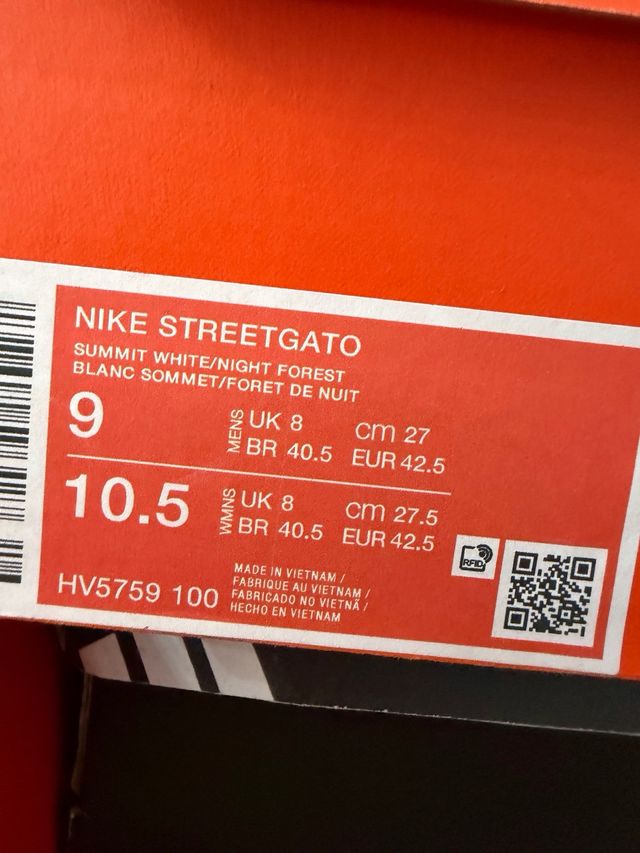 NIKE STREETGATO
SUMMIT WHITE/NIGHT FOREST
BLANC SOMMET/FORET DE NUIT
9
MENS
UK 8 cm 27
BR 40.5 EUR 42.5
10.5
WMNS
UK 8 cm 27.5
BR 40.5 EUR 42.5
RFID
HV5759 100
MADE IN VIETNAM /
FABRIQUE AU VIETNAM /
FABRICADO NO VIETNÃ /
HECHO EN VIETNAM